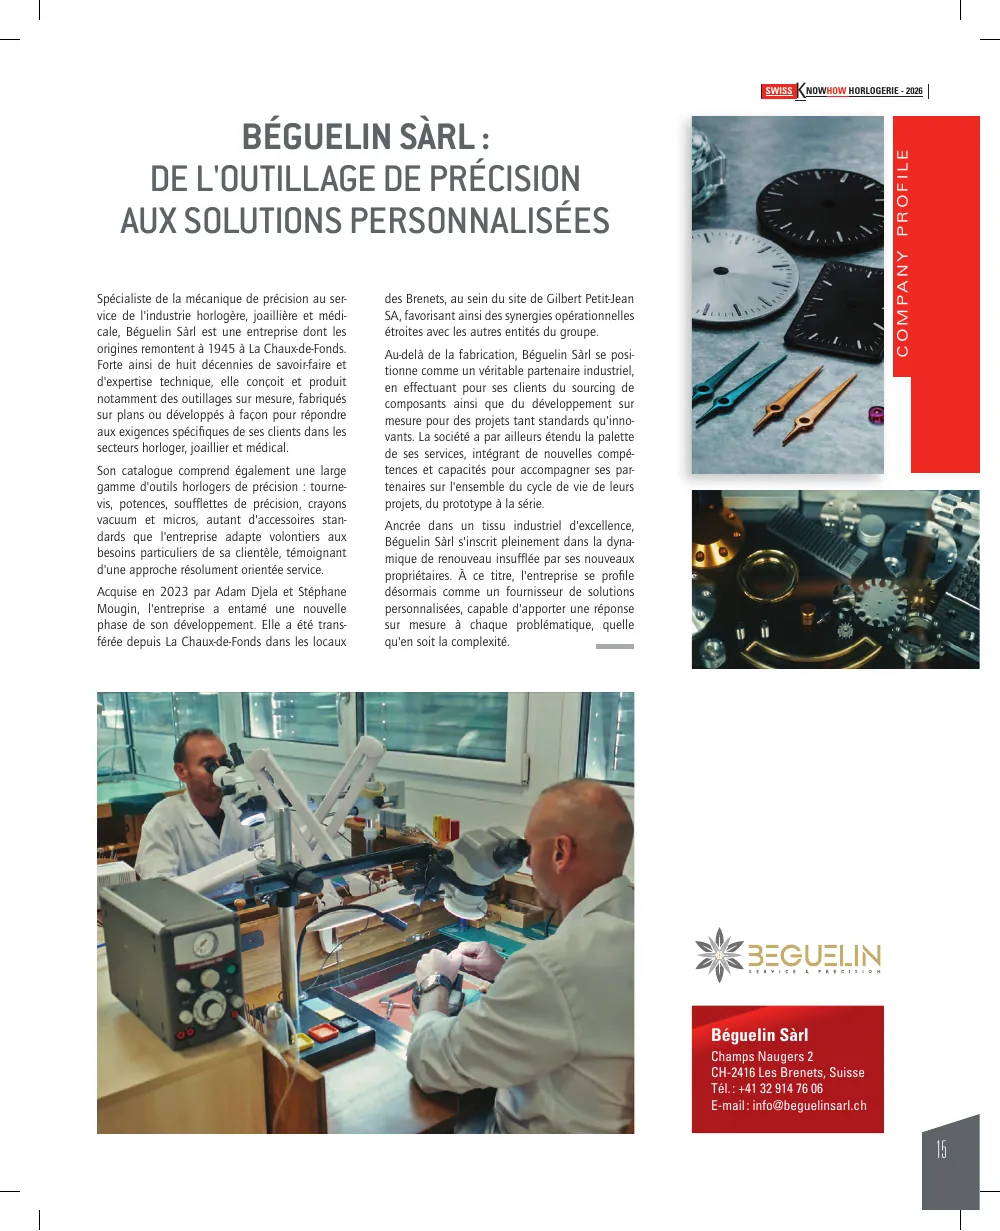 SWISS KNOWHOW HORLOGERIE - 2026
BÉGUELIN SÀRL :
DE L'OUTILLAGE DE PRÉCISION
AUX SOLUTIONS PERSONNALISÉES
COMPANY PROFILE
Spécialiste de la mécanique de précision au ser-
vice de l'industrie horlogère, joaillière et médi-
cale, Béguelin Sàrl est une entreprise dont les
origines remontent à 1945 à La Chaux-de-Fonds.
Forte ainsi de huit décennies de savoir-faire et
d'expertise technique, elle conçoit et produit
notamment des outillages sur mesure, fabriqués
sur plans ou développés à façon pour répondre
aux exigences spécifiques de ses clients dans les
secteurs horloger, joaillier et médical.
Son catalogue comprend également une large
gamme d'outils horlogers de précision : tourne-
vis, potences, soufflettes de précision, crayons
vacuum et micros, autant d'accessoires stan-
dards que l'entreprise adapte volontiers aux
besoins particuliers de sa clientèle, témoignant
d'une approche résolument orientée service.
Acquise en 2023 par Adam Djela et Stéphane
Mougin, l'entreprise a entamé une nouvelle
phase de son développement. Elle a été trans-
férée depuis La Chaux-de-Fonds dans les locaux
des Brenets, au sein du site de Gilbert Petit-Jean
SA, favorisant ainsi des synergies opérationnelles
étroites avec les autres entités du groupe.
Au-delà de la fabrication, Béguelin Sàrl se posi-
tionne comme un véritable partenaire industriel,
en effectuant pour ses clients du sourcing de
composants ainsi que du développement sur
mesure pour des projets tant standards qu'inno-
vants. La société a par ailleurs étendu la palette
de ses services, intégrant de nouvelles compé-
tences et capacités pour accompagner ses par-
tenaires sur l'ensemble du cycle de vie de leurs
projets, du prototype à la série.
Ancrée dans un tissu industriel d'excellence,
Béguelin Sàrl s'inscrit pleinement dans la dyna-
mique de renouveau insufflée par ses nouveaux
propriétaires. À ce titre, l'entreprise se profile
désormais comme un fournisseur de solutions
personnalisées, capable d'apporter une réponse
sur mesure à chaque problématique, quelle
qu'en soit la complexité.
BEGUELIN
SERVICE & PRECISION
Béguelin Sàrl
Champs Naugers 2
CH-2416 Les Brenets, Suisse
Tél. : +41 32 914 76 06
E-mail : info@beguelinsarl.ch
15